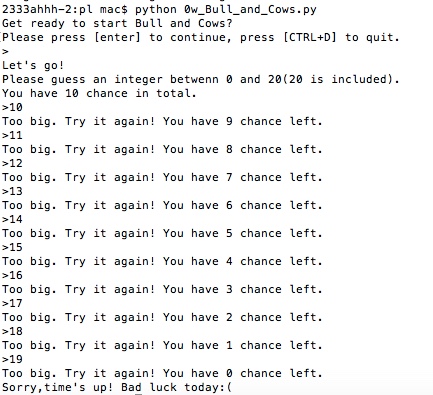 2333ahhh-2:pl mac$ python 0w_Bull_and_Cows.py
Get ready to start Bull and Cows?
Please press [enter] to continue, press [CTRL+D] to quit.
>
Let's go!
Please guess an integer betwenn 0 and 20(20 is included).
You have 10 chance in total.
>10
Too big. Try it again! You have 9 chance left.
>11
Too big. Try it again! You have 8 chance left.
>12
Too big. Try it again! You have 7 chance left.
>13
Too big. Try it again! You have 6 chance left.
>14
Too big. Try it again! You have 5 chance left.
>15
Too big. Try it again! You have 4 chance left.
>16
Too big. Try it again! You have 3 chance left.
>17
Too big. Try it again! You have 2 chance left.
>18
Too big. Try it again! You have 1 chance left.
>19
Too big. Try it again! You have 0 chance left.
Sorry,time's up! Bad luck today:(